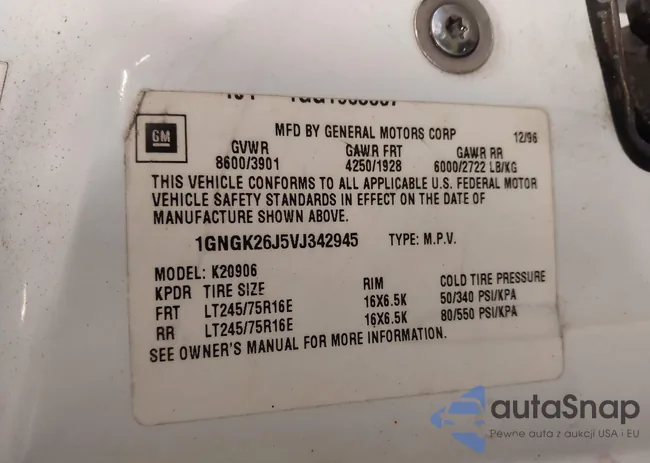 MFD BY GENERAL MOTORS CORP 12/96
GM
GVWR GAWR FRT GAWR RR
8600/3901 4250/1928 6000/2722 LB/KG
THIS VEHICLE CONFORMS TO ALL APPLICABLE U.S. FEDERAL MOTOR
VEHICLE SAFETY STANDARDS IN EFFECT ON THE DATE OF
MANUFACTURE SHOWN ABOVE.
1GNGK26J5VJ342945 TYPE: M.P.V.
MODEL: K20906
KPDR TIRE SIZE RIM COLD TIRE PRESSURE
FRT LT245/75R16E 16X6.5K 50/340 PSI/KPA
RR LT245/75R16E 16X6.5K 80/550 PSI/KPA
SEE OWNER'S MANUAL FOR MORE INFORMATION.
autaSnap
Pewne auta z aukcji USA i EU